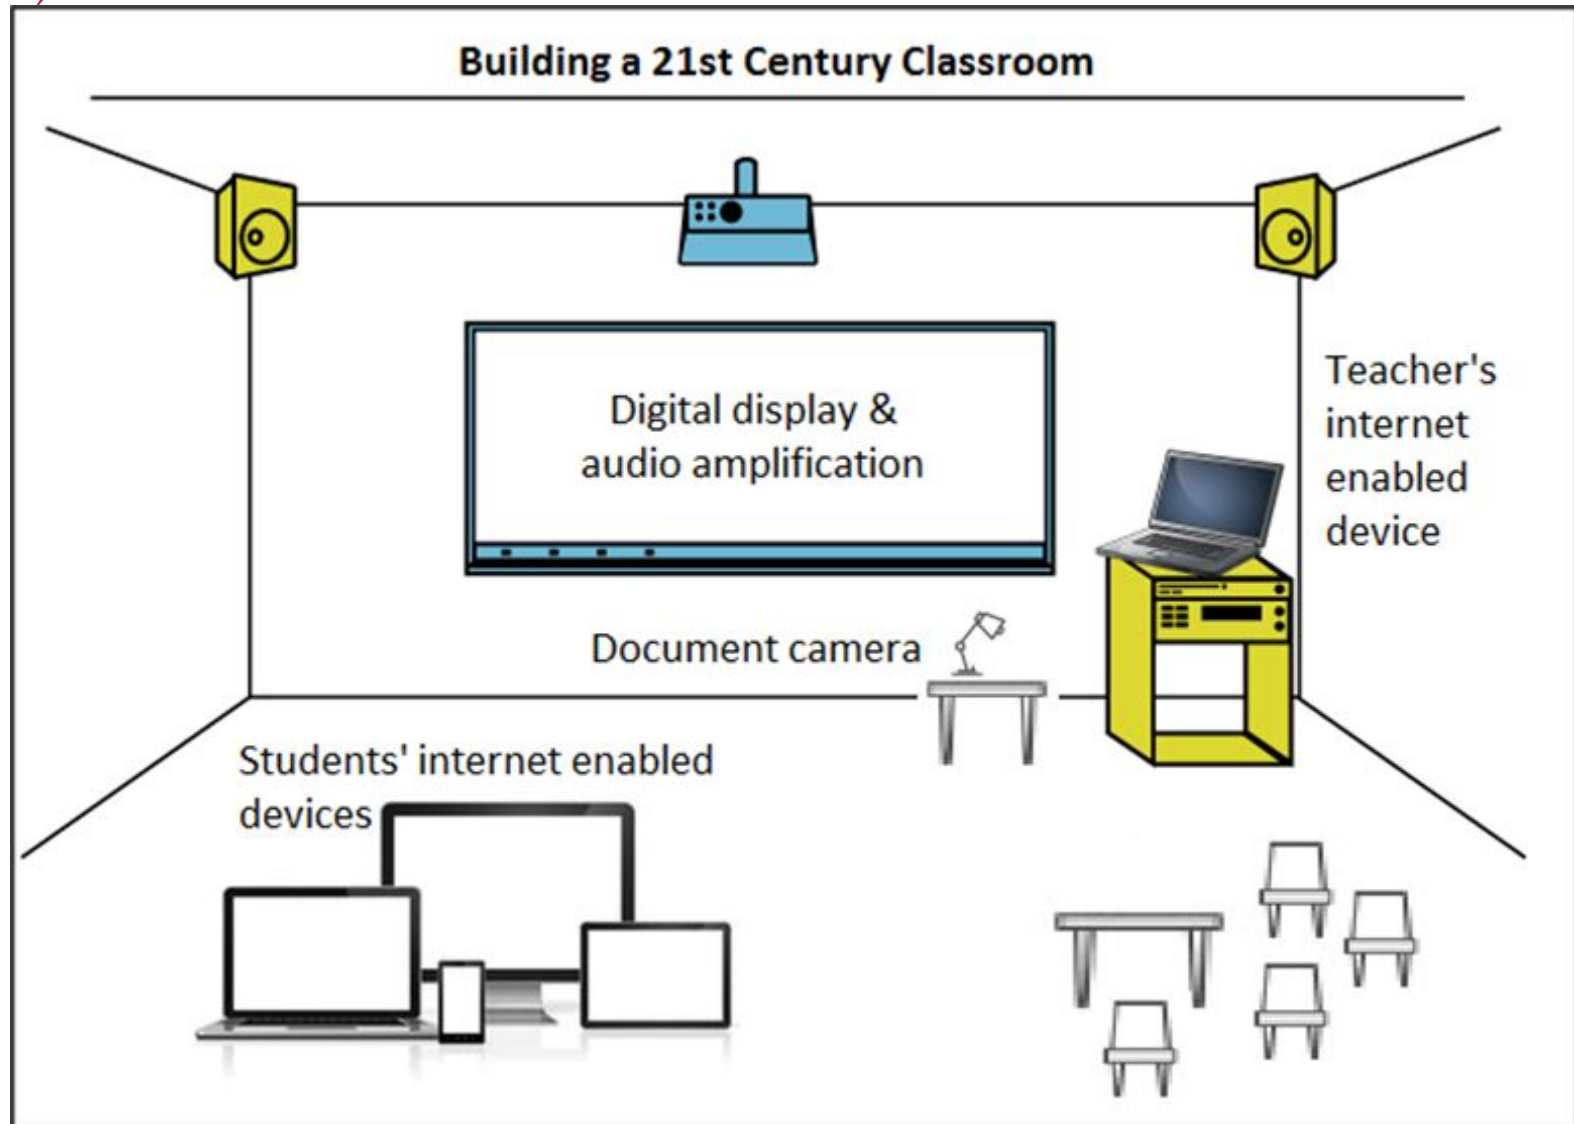 Building a 21st Century Classroom
Digital display &
audio amplification
Teacher's
internet
enabled
device
Document camera
Students' internet enabled
devices